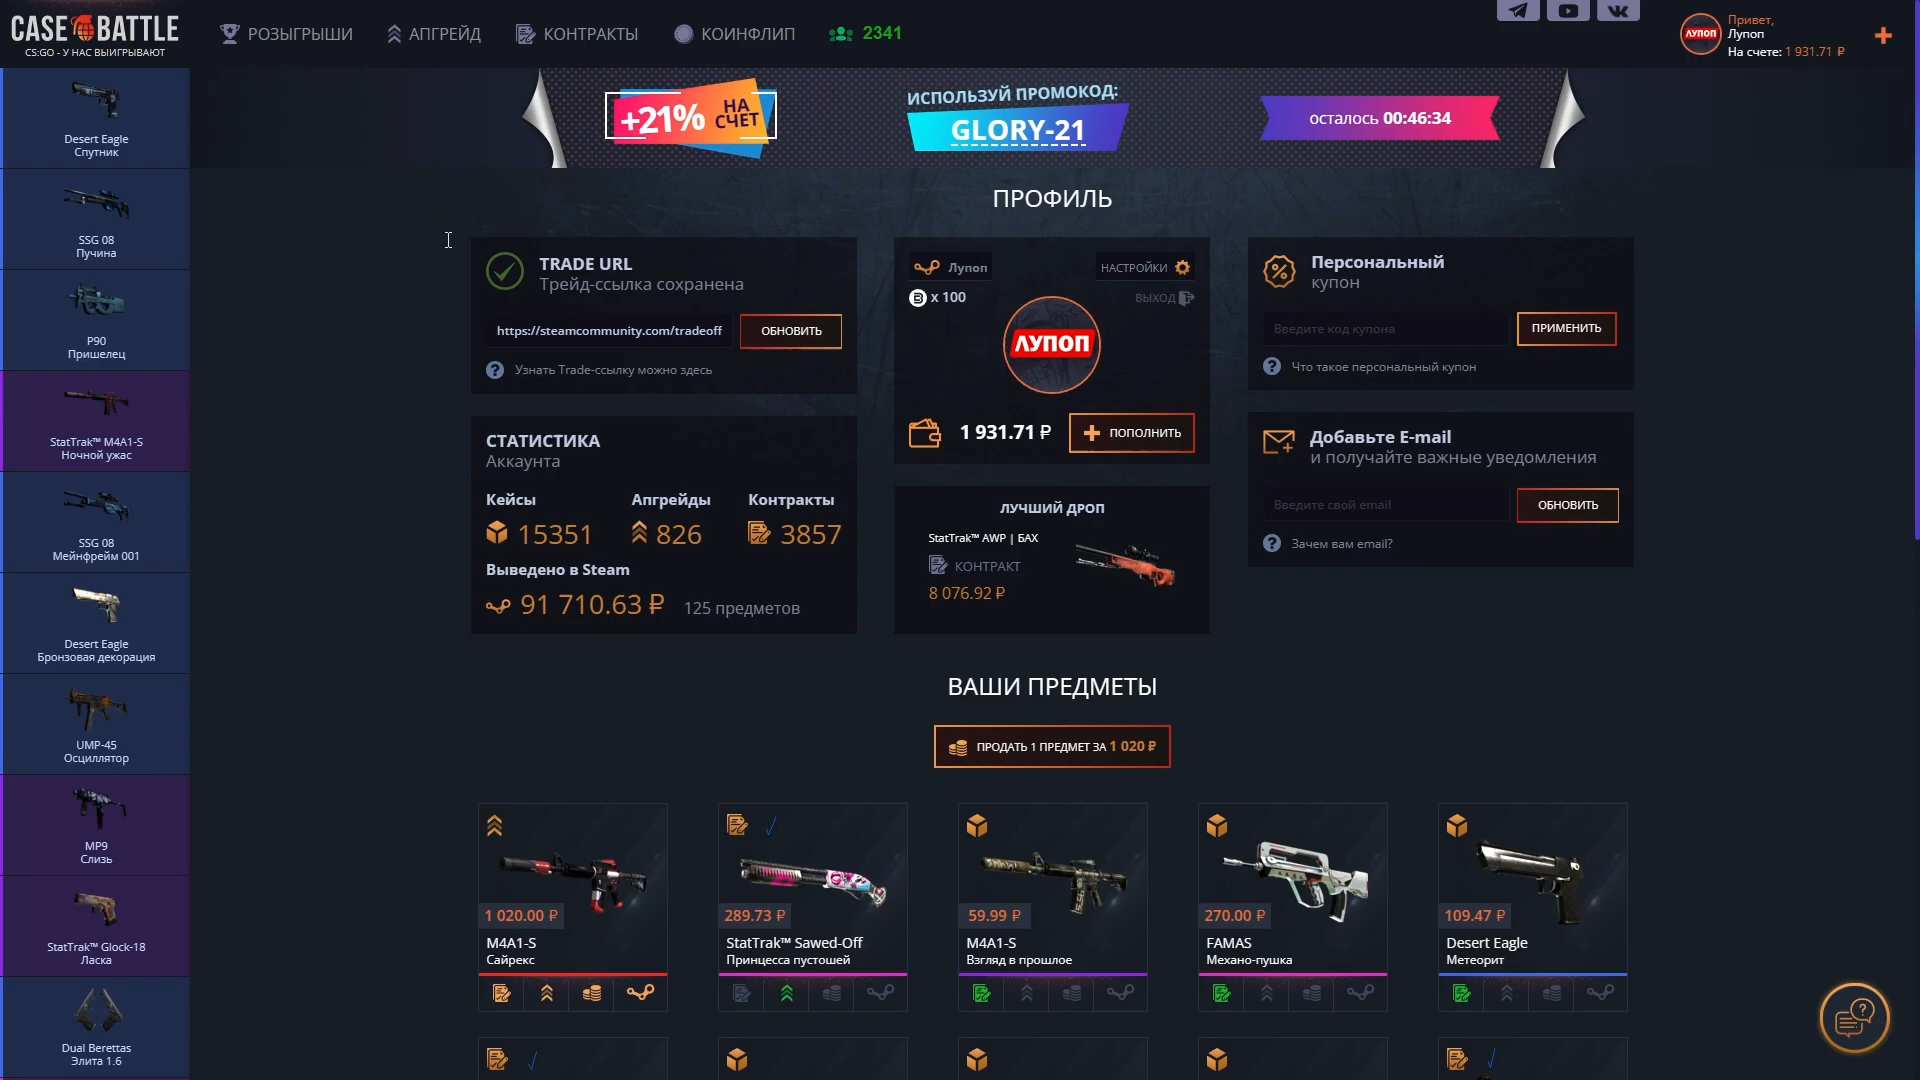 CASE BATTLE
CS:GO - У НАС ВЫИГРЫВАЮТ
РОЗЫГРЫШИ
АПГРЕЙД
КОНТРАКТЫ
КОИНФЛИП
2341
ЛУПОП
Привет,
Лупоп
На счете: 1 931.71 ₽
+21% НА СЧЕТ
ИСПОЛЬЗУЙ ПРОМОКОД:
GLORY-21
осталось 00:46:34
Desert Eagle
Спутник
SSG 08
Пучина
P90
Пришелец
StatTrak™ M4A1-S
Ночной ужас
SSG 08
Мейнфрейм 001
Desert Eagle
Бронзовая декорация
UMP-45
Осциллятор
MP9
Слизь
StatTrak™ Glock-18
Ласка
Dual Berettas
Элита 1.6
ПРОФИЛЬ
TRADE URL
Трейд-ссылка сохранена
https://steamcommunity.com/tradeoff
ОБНОВИТЬ
Узнать Trade-ссылку можно здесь
СТАТИСТИКА
Аккаунта
Кейсы Апгрейды Контракты
15351 826 3857
Выведено в Steam
91 710.63 ₽ 125 предметов
Лупоп
НАСТРОЙКИ
x 100
ВЫХОД
ЛУПОП
1 931.71 ₽
ПОПОЛНИТЬ
ЛУЧШИЙ ДРОП
StatTrak™ AWP | БАХ
КОНТРАКТ
8 076.92 ₽
Персональный
купон
Введите код купона
ПРИМЕНИТЬ
Что такое персональный купон
Добавьте E-mail
и получайте важные уведомления
Введите свой email
ОБНОВИТЬ
Зачем вам email?
ВАШИ ПРЕДМЕТЫ
ПРОДАТЬ 1 ПРЕДМЕТ ЗА 1 020 ₽
1 020.00 ₽
M4A1-S
Сайрекс
289.73 ₽
StatTrak™ Sawed-Off
Принцесса пустошей
59.99 ₽
M4A1-S
Взгляд в прошлое
270.00 ₽
FAMAS
Механо-пушка
109.47 ₽
Desert Eagle
Метеорит